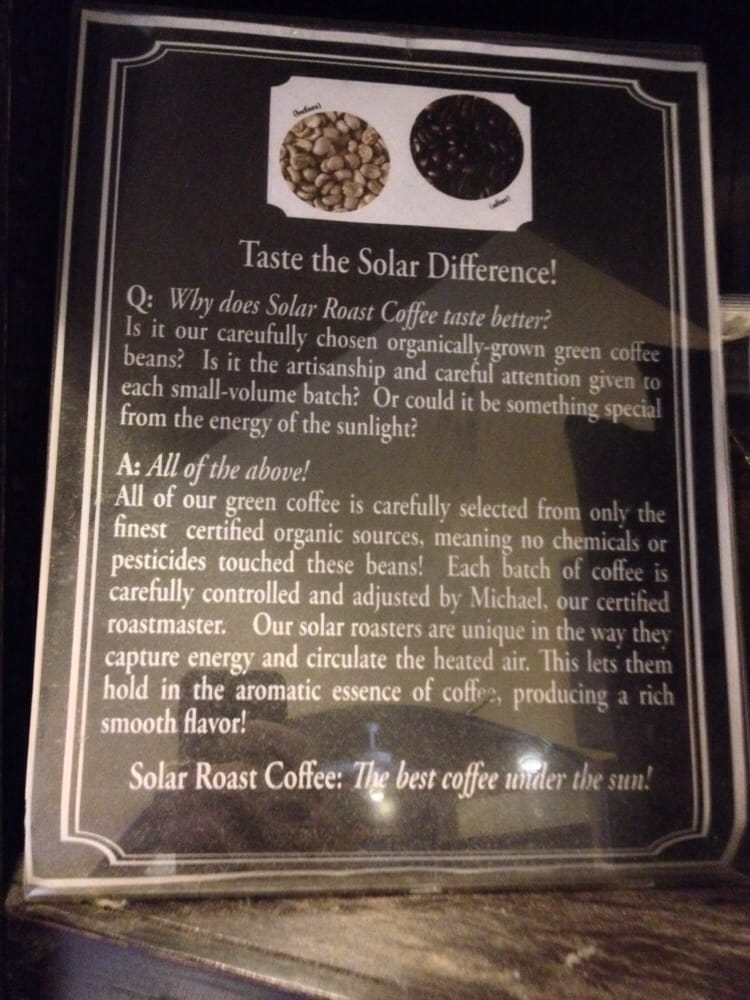 (before)
(after)
Taste the Solar Difference!
Q: Why does Solar Roast Coffee taste better?
Is it our careufully chosen organically-grown green coffee
beans? Is it the artisanship and careful attention given to
each small-volume batch? Or could it be something special
from the energy of the sunlight?
A: All of the above!
All of our green coffee is carefully selected from only the
finest certified organic sources, meaning no chemicals or
pesticides touched these beans! Each batch of coffee is
carefully controlled and adjusted by Michael, our certified
roastmaster. Our solar roasters are unique in the way they
capture energy and circulate the heated air. This lets them
hold in the aromatic essence of coffee, producing a rich
smooth flavor!
Solar Roast Coffee: The best coffee under the sun!